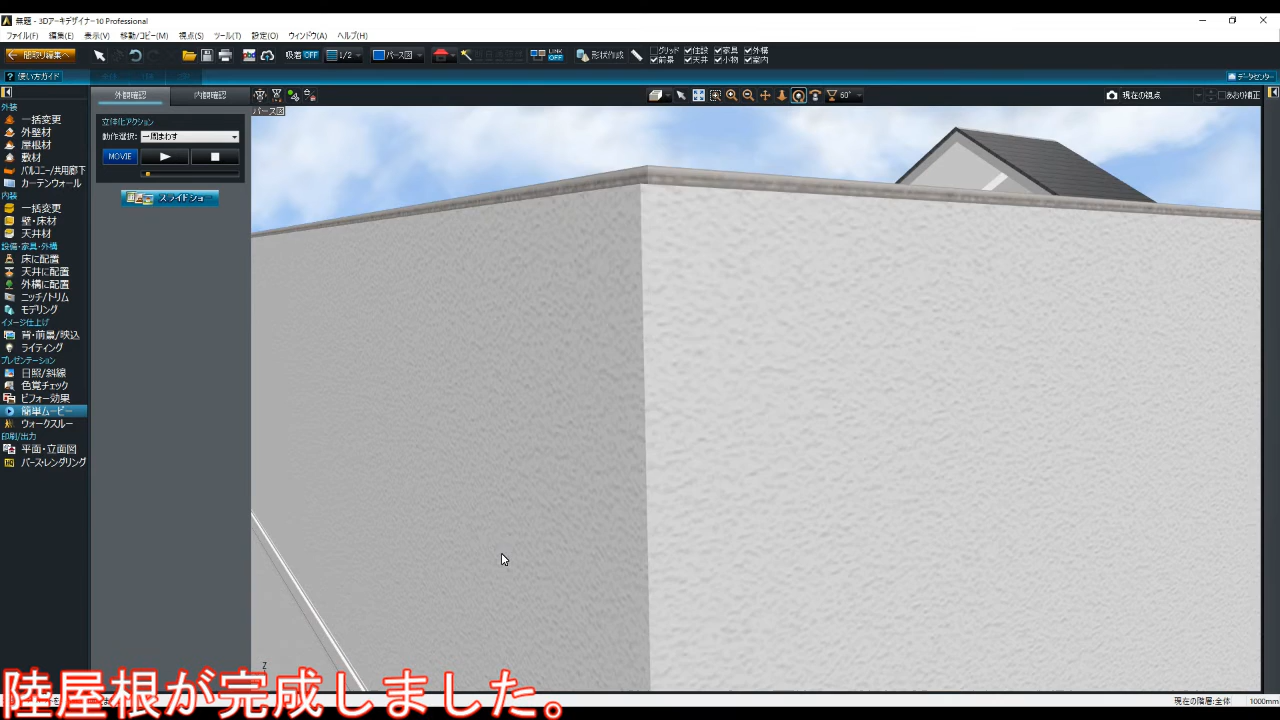 無題 - 3Dアーキデザイナー10 Professional
ファイル(F) 編集(E) 表示(V) 移動/コピー(M) 視点(S) ツール(T) 設定(O) ウィンドウ(A) ヘルプ(H)
間取り編集へ 吸着 OFF 1/2 パース図 LINK OFF 形状作成 グリッド 住設 家具 外構
前景 天井 小物 室内
? 使い方ガイド データセンター
外観確認 内観確認 60° 現在の視点 あおり補正
パース図
立体化アクション
動作選択: 一周まわす
MOVIE
スライドショー
外装
一括変更
外壁材
屋根材
敷材
バルコニー/共用廊下
カーテンウォール
内装
一括変更
壁・床材
天井材
設備・家具・外構
床に配置
天井に配置
外構に配置
ニッチ/トリム
モデリング
イメージ仕上げ
背・前景/映込
ライティング
プレゼンテーション
日照/斜線
色覚チェック
ビフォー効果
簡単ムービー
ウォークスルー
印刷/出力
平面・立面図
パース・レンダリング
Z
陸屋根が完成しました。
現在の階層:全体 1000mm